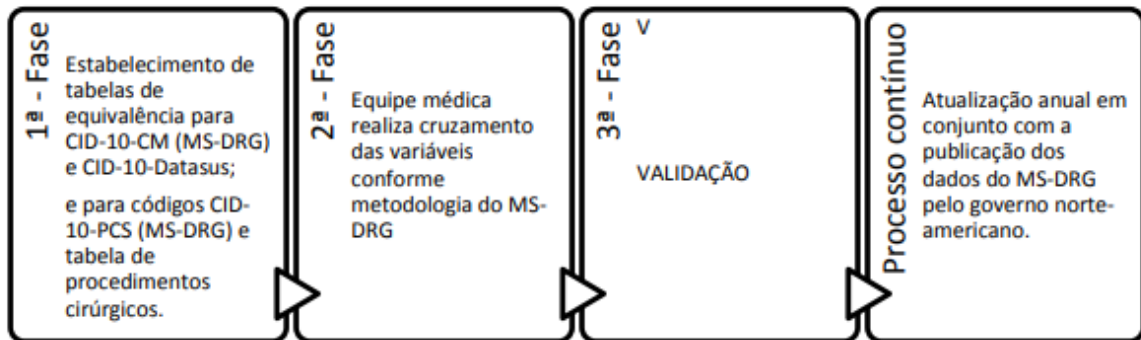 1ª - Fase
Estabelecimento de
tabelas de
equivalência para
CID-10-CM (MS-DRG)
e CID-10-Datasus;
e para códigos CID-
10-PCS (MS-DRG) e
tabela de
procedimentos
cirúrgicos.
2ª - Fase
Equipe médica
realiza cruzamento
das variáveis
conforme
metodologia do MS-
DRG
3ª - Fase
V
VALIDAÇÃO
Processo contínuo
Atualização anual em
conjunto com a
publicação dos
dados do MS-DRG
pelo governo norte-
americano.